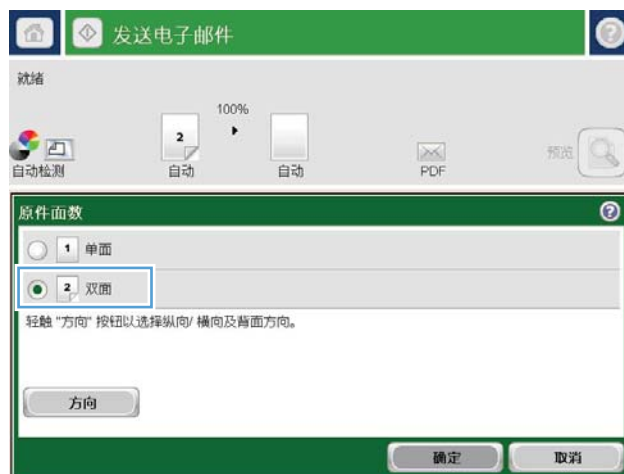 发送电子邮件
就绪
100%
2
自动检测 自动 自动 PDF 预览
原件面数
1 单面
2 双面
轻触 "方向" 按钮以选择纵向/ 横向及背面方向。
方向
确定 取消